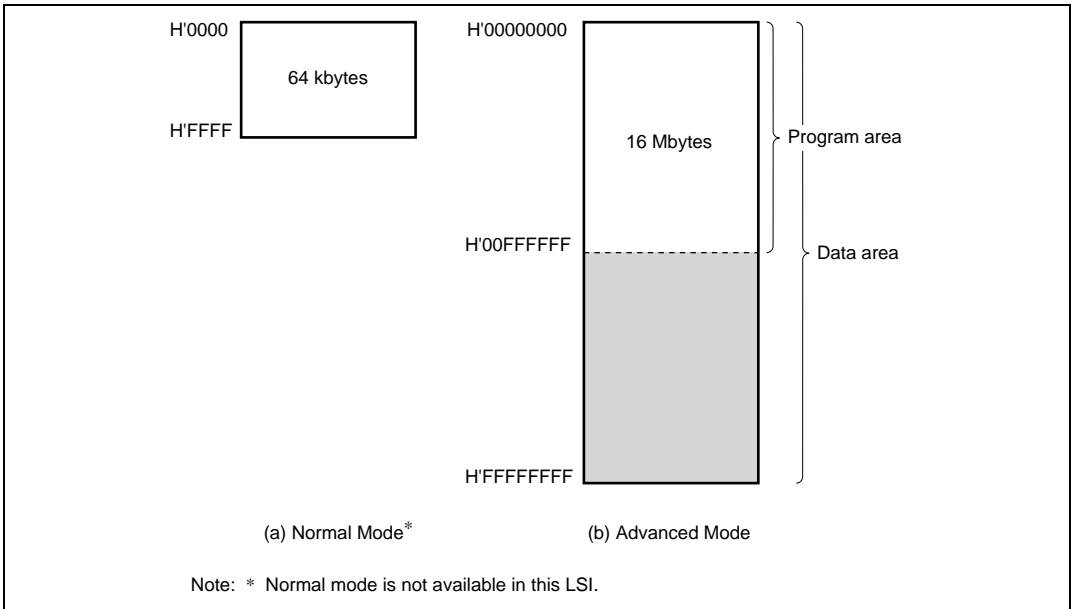 H'0000
64 kbytes
H'FFFF
(a) Normal Mode*
H'00000000
16 Mbytes
H'00FFFFFF
H'FFFFFFFF
Program area
Data area
(b) Advanced Mode
Note: * Normal mode is not available in this LSI.